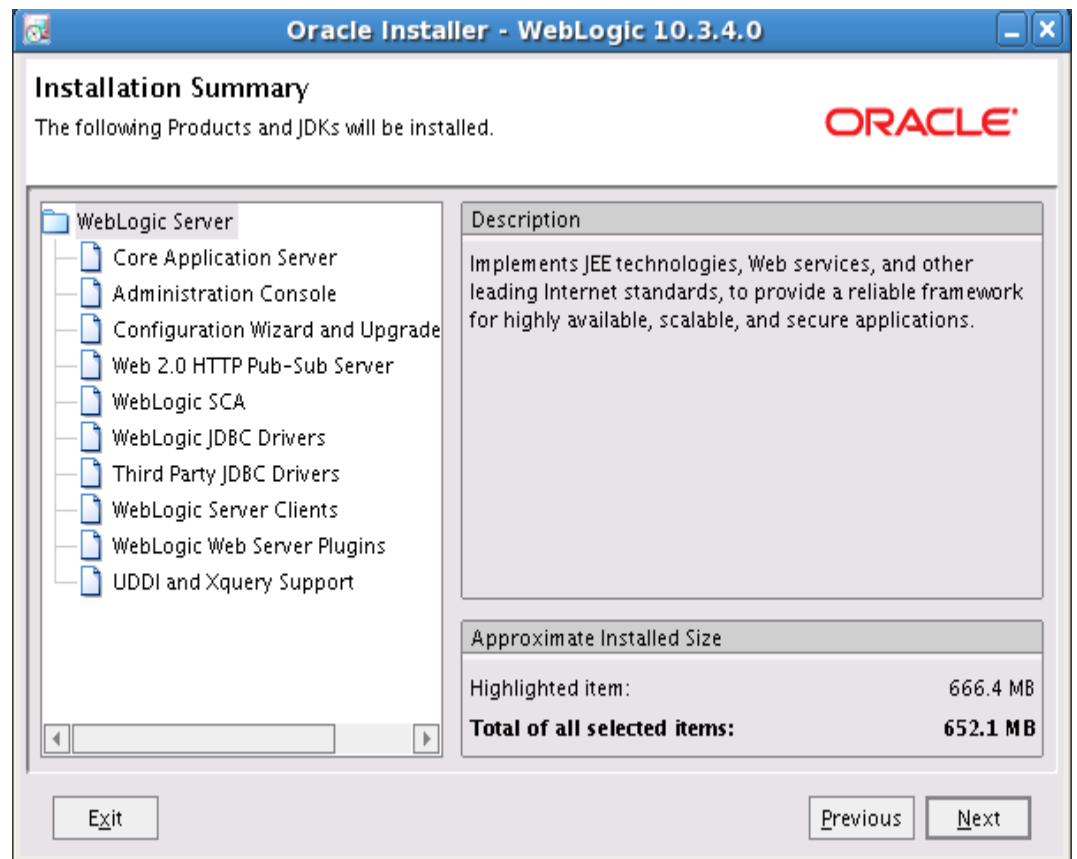 Oracle Installer - WebLogic 10.3.4.0
Installation Summary
The following Products and JDKs will be installed.
ORACLE
WebLogic Server
Core Application Server
Administration Console
Configuration Wizard and Upgrade
Web 2.0 HTTP Pub-Sub Server
WebLogic SCA
WebLogic JDBC Drivers
Third Party JDBC Drivers
WebLogic Server Clients
WebLogic Web Server Plugins
UDDI and Xquery Support
Description
Implements JEE technologies, Web services, and other
leading Internet standards, to provide a reliable framework
for highly available, scalable, and secure applications.
Approximate Installed Size
Highlighted item: 666.4 MB
Total of all selected items: 652.1 MB
Exit
Previous
Next